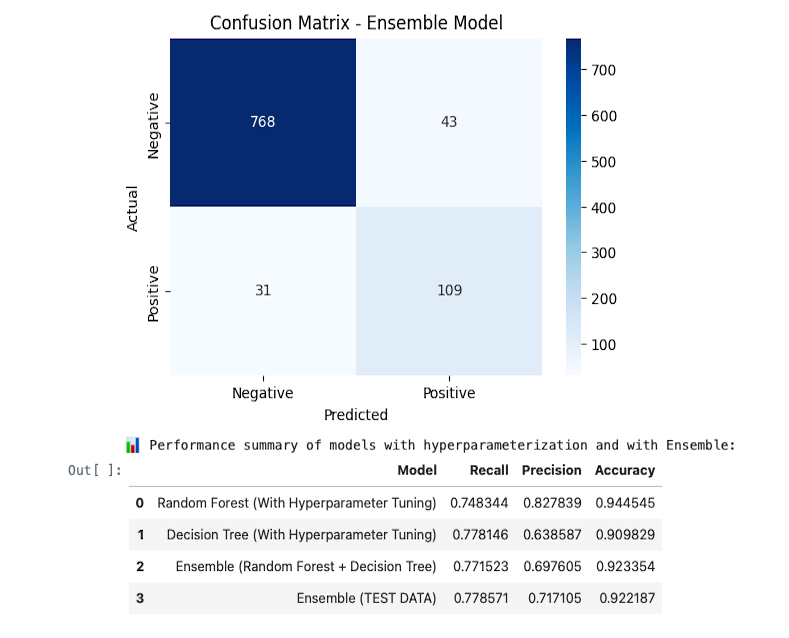 Confusion Matrix - Ensemble Model
Actual
Negative
Positive
768 43
31 109
Negative Positive
Predicted
700
600
500
400
300
200
100
📊 Performance summary of models with hyperparameterization and with Ensemble:
Out[ ]:
Model Recall Precision Accuracy
0 Random Forest (With Hyperparameter Tuning) 0.748344 0.827839 0.944545
1 Decision Tree (With Hyperparameter Tuning) 0.778146 0.638587 0.909829
2 Ensemble (Random Forest + Decision Tree) 0.771523 0.697605 0.923354
3 Ensemble (TEST DATA) 0.778571 0.717105 0.922187